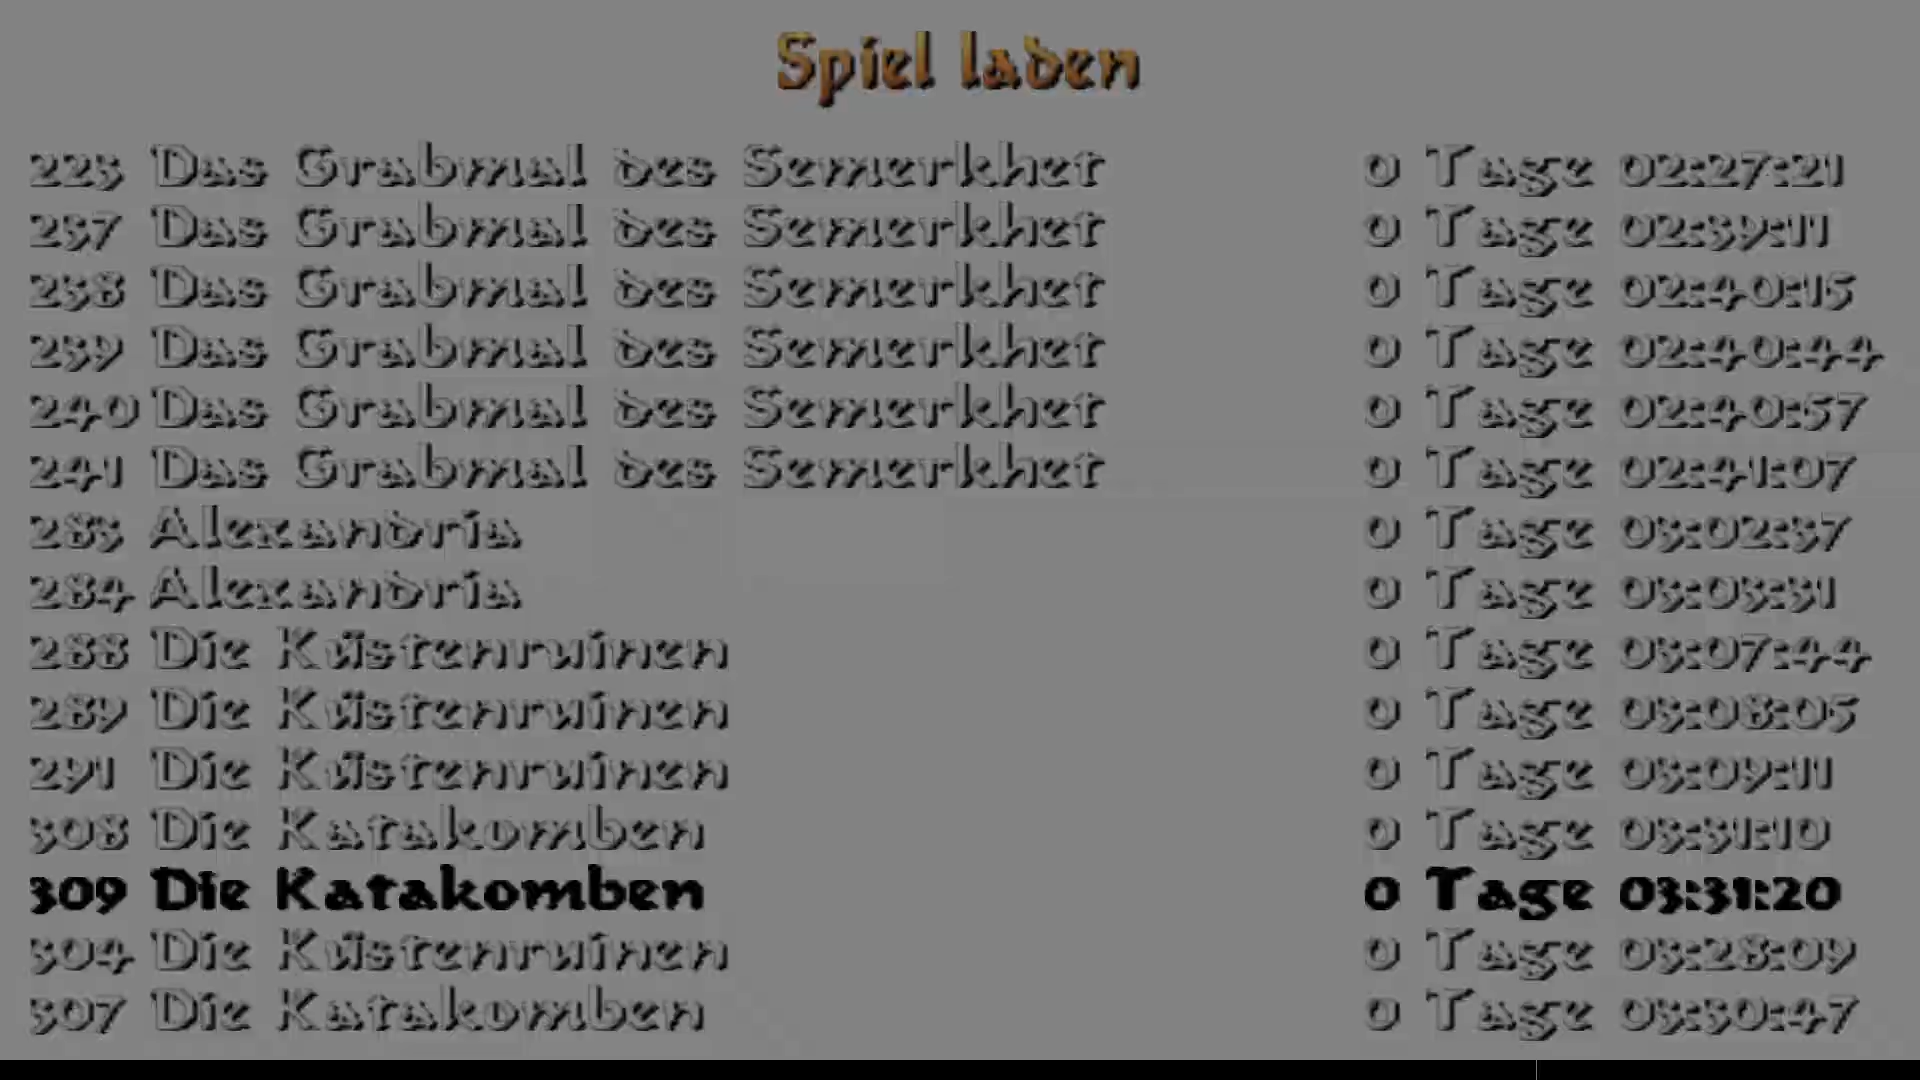 Spiel laden
223 Das Grabmal des Semerkhet 0 Tage 02:27:21
237 Das Grabmal des Semerkhet 0 Tage 02:39:11
238 Das Grabmal des Semerkhet 0 Tage 02:40:15
239 Das Grabmal des Semerkhet 0 Tage 02:40:44
240 Das Grabmal des Semerkhet 0 Tage 02:40:57
241 Das Grabmal des Semerkhet 0 Tage 02:41:07
283 Alexandria 0 Tage 03:02:37
284 Alexandria 0 Tage 03:03:31
288 Die Küstenruinen 0 Tage 03:07:44
289 Die Küstenruinen 0 Tage 03:08:05
291 Die Küstenruinen 0 Tage 03:09:11
308 Die Katakomben 0 Tage 03:31:10
309 Die Katakomben 0 Tage 03:31:20
304 Die Küstenruinen 0 Tage 03:28:09
307 Die Katakomben 0 Tage 03:30:47